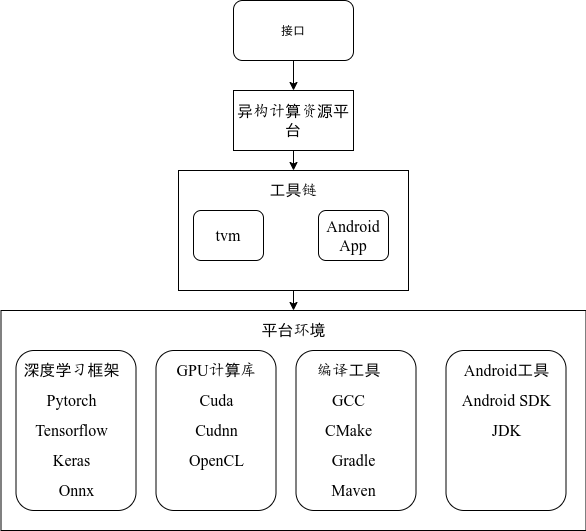 接口
异构计算资源平
台
工具链
tvm
Android
App
平台环境
深度学习框架
Pytorch
Tensorflow
Keras
Onnx
GPU计算库
Cuda
Cudnn
OpenCL
编译工具
GCC
CMake
Gradle
Maven
Android工具
Android SDK
JDK